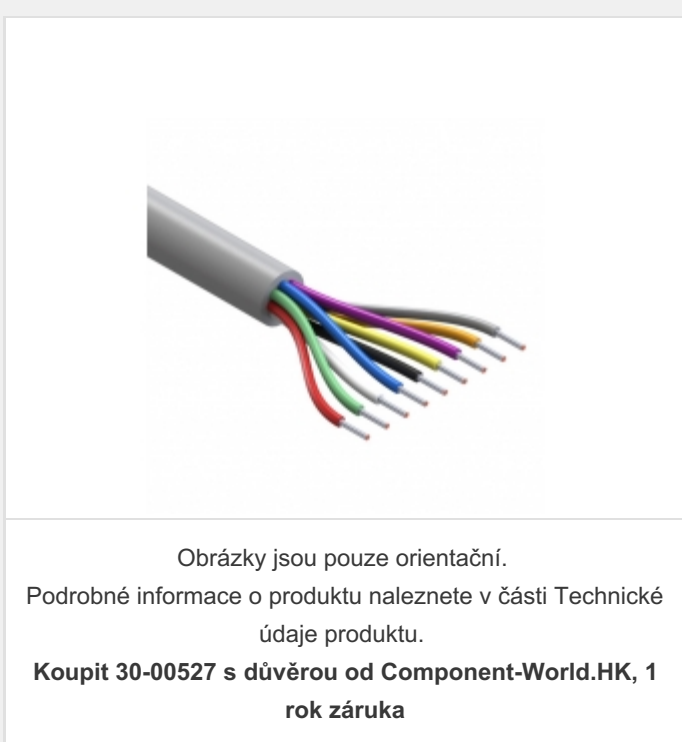 Obrázky jsou pouze orientační.
Podrobné informace o produktu naleznete v části Technické
údaje produktu.
Koupit 30-00527 s důvěrou od Component-World.HK, 1
rok záruka